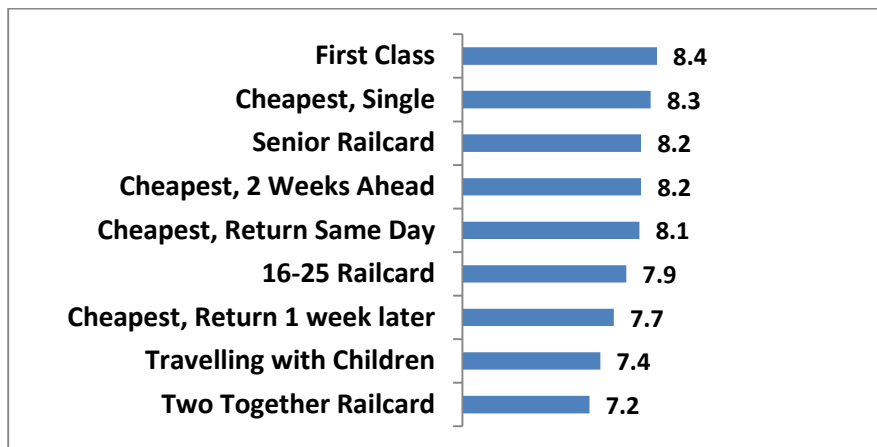 First Class 8.4
Cheapest, Single 8.3
Senior Railcard 8.2
Cheapest, 2 Weeks Ahead 8.2
Cheapest, Return Same Day 8.1
16-25 Railcard 7.9
Cheapest, Return 1 week later 7.7
Travelling with Children 7.4
Two Together Railcard 7.2